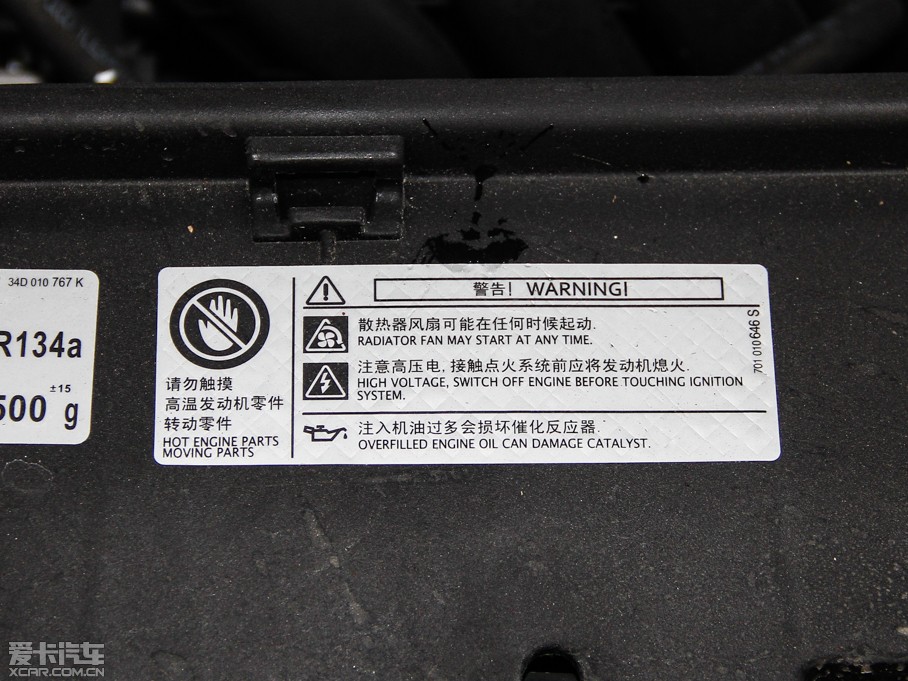 34D 010 767 K
R134a
±15
500 g
请勿触摸
高温发动机零件
转动零件
HOT ENGINE PARTS
MOVING PARTS
警告! WARNING!
散热器风扇可能在任何时候起动.
RADIATOR FAN MAY START AT ANY TIME.
注意高压电, 接触点火系统前应将发动机熄火.
HIGH VOLTAGE, SWITCH OFF ENGINE BEFORE TOUCHING IGNITION
SYSTEM.
注入机油过多会损坏催化反应器.
OVERFILLED ENGINE OIL CAN DAMAGE CATALYST.
701 010 646 S
爱卡汽车
XCAR.COM.CN